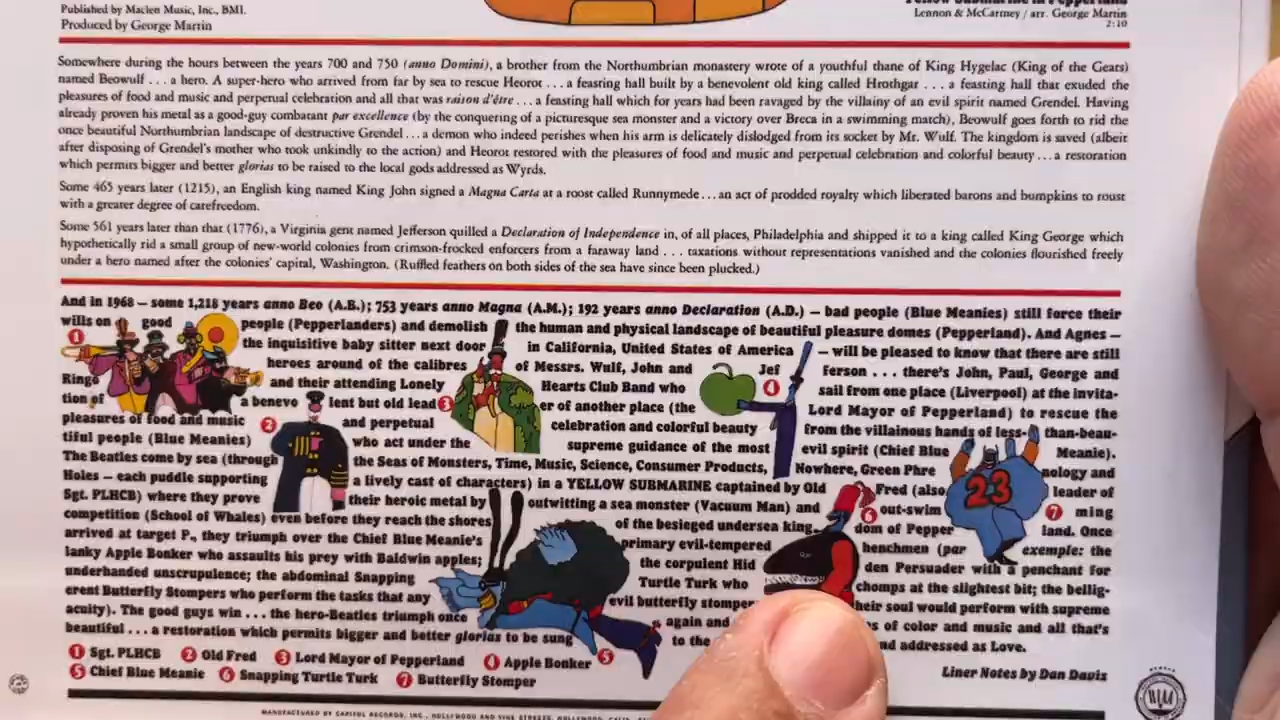 Published by Maclen Music, Inc., BMI.
Produced by George Martin
Yellow Submarine in Pepperland
Lennon & McCartney / arr. George Martin
2:10
Somewhere during the hours between the years 700 and 750 (anno Domini), a brother from the Northumbrian monastery wrote of a youthful thane of King Hygelac (King of the Geats)
named Beowulf . . . a hero. A super-hero who arrived from far by sea to rescue Heorot . . . a feasting hall built by a benevolent old king called Hrothgar . . . a feasting hall that exuded the
pleasures of food and music and perpetual celebration and all that was raison d'être . . . a feasting hall which for years had been ravaged by the villainy of an evil spirit named Grendel. Having
already proven his metal as a good-guy combatant par excellence (by the conquering of a picturesque sea monster and a victory over Breca in a swimming match), Beowulf goes forth to rid the
once beautiful Northumbrian landscape of destructive Grendel . . . a demon who indeed perishes when his arm is delicately dislodged from its socket by Mr. Wulf. The kingdom is saved (albeit
after disposing of Grendel's mother who took unkindly to the action) and Heorot restored with the pleasures of food and music and perpetual celebration and colorful beauty . . . a restoration
which permits bigger and better glorias to be raised to the local gods addressed as Wyrds.
Some 465 years later (1215), an English king named King John signed a Magna Carta at a roost called Runnymede . . . an act of prodded royalty which liberated barons and bumpkins to roust
with a greater degree of carefreedom.
Some 561 years later than that (1776), a Virginia gent named Jefferson quilled a Declaration of Independence in, of all places, Philadelphia and shipped it to a king called King George which
hypothetically rid a small group of new-world colonies from crimson-frocked enforcers from a faraway land . . . taxations without representations vanished and the colonies flourished freely
under a hero named after the colonies' capital, Washington. (Ruffled feathers on both sides of the sea have since been plucked.)
And in 1968 — some 1,218 years anno Beo (A.B.); 753 years anno Magna (A.M.); 192 years anno Declaration (A.D.) — bad people (Blue Meanies) still force their
wills on good people (Pepperlanders) and demolish the human and physical landscape of beautiful pleasure domes (Pepperland). And Agnes —
1 the inquisitive baby sitter next door in California, United States of America — will be pleased to know that there are still
heroes around of the calibres of Messrs. Wulf, John and Jef Ferson . . . there's John, Paul, George and
Ringo and their attending Lonely Hearts Club Band who 4 sail from one place (Liverpool) at the invita-
tion of a benevo lent but old lead 3 er of another place (the Lord Mayor of Pepperland) to rescue the
pleasures of food and music 2 and perpetual celebration and colorful beauty from the villainous hands of less- than-beau-
tiful people (Blue Meanies) who act under the supreme guidance of the most evil spirit (Chief Blue Meanie).
The Beatles come by sea (through the Seas of Monsters, Time, Music, Science, Consumer Products, Nowhere, Green Phre nology and
Holes — each puddle supporting a lively cast of characters) in a YELLOW SUBMARINE captained by Old Fred (also 23 leader of
Sgt. PLHCB) where they prove their heroic metal by outwitting a sea monster (Vacuum Man) and 6 out-swim 7 ming
competition (School of Whales) even before they reach the shores of the besieged undersea king dom of Pepper land. Once
arrived at target P., they triumph over the Chief Blue Meanie's primary evil-tempered henchmen (par exemple: the
lanky Apple Bonker who assaults his prey with Baldwin apples; the corpulent Hid den Persuader with a penchant for
underhanded unscrupulence; the abdominal Snapping Turtle Turk who chomps at the slightest bit; the bellig-
erent Butterfly Stompers who perform the tasks that any evil butterfly stomper heir soul would perform with supreme
acuity). The good guys win . . . the hero-Beatles triumph once again and s of color and music and all that's
beautiful . . . a restoration which permits bigger and better glorias to be sung to the nd addressed as Love.
1 Sgt. PLHCB 2 Old Fred 3 Lord Mayor of Pepperland 4 Apple Bonker 5
5 Chief Blue Meanie 6 Snapping Turtle Turk 7 Butterfly Stomper
Liner Notes by Dan Davis
MANUFACTURED BY CAPITOL RECORDS, INC., HOLLYWOOD AND VINE STREETS, HOLLYWOOD,